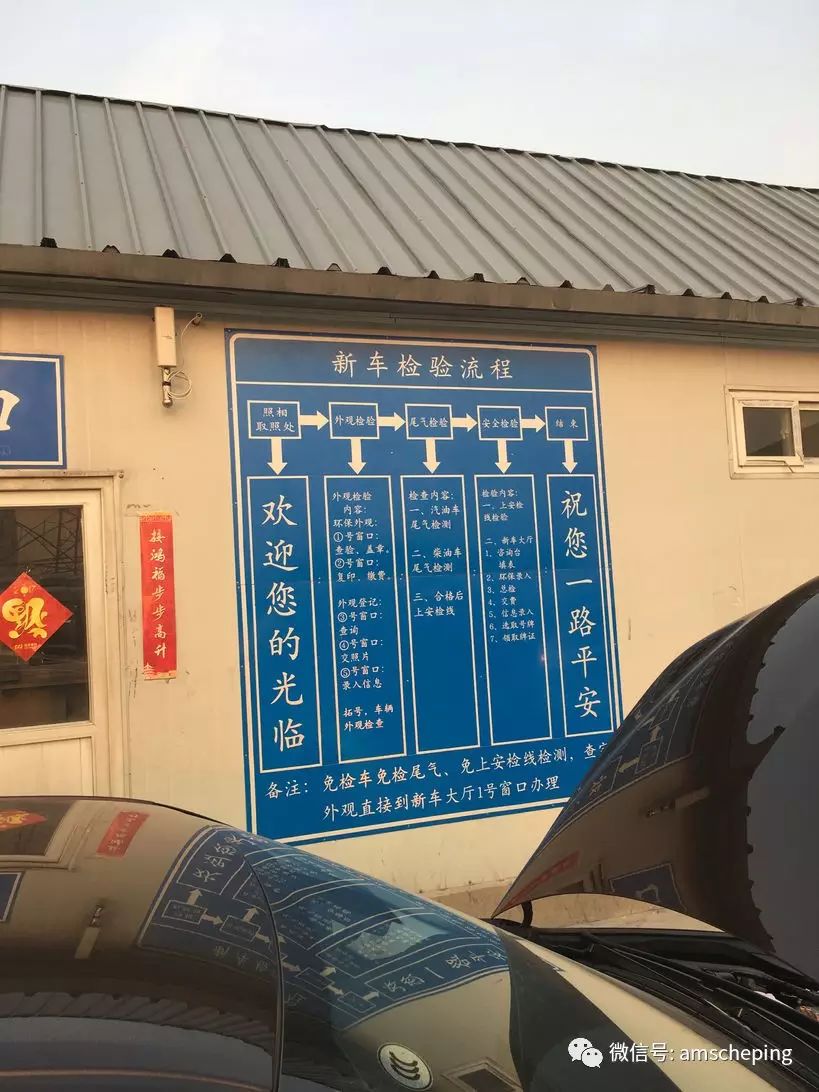 新车检验流程
照相
取照处
外观检验
尾气检验
安全检验
结束
欢迎您的光临
外观检验
内容:
环保外观:
①号窗口:
查验、盖章。
②号窗口:
复印、缴费。
外观登记:
③号窗口:
查询
④号窗口:
交照片
⑤号窗口:
录入信息
拓号,车辆
外观检查
检查内容:
一、汽油车
尾气检测
二、柴油车
尾气检测
三、合格后
上安检线
检验内容:
一、上安检
线检验
二、新车大厅
1、咨询台
填表
2、环保录入
3、总检
4、交费
5、信息录入
6、选取号牌
7、领取牌证
祝您一路平安
备注: 免检车免检尾气、免上安检线检测,查
外观直接到新车大厅1号窗口办理
口
接鸿福步步高升
微信号: amscheping